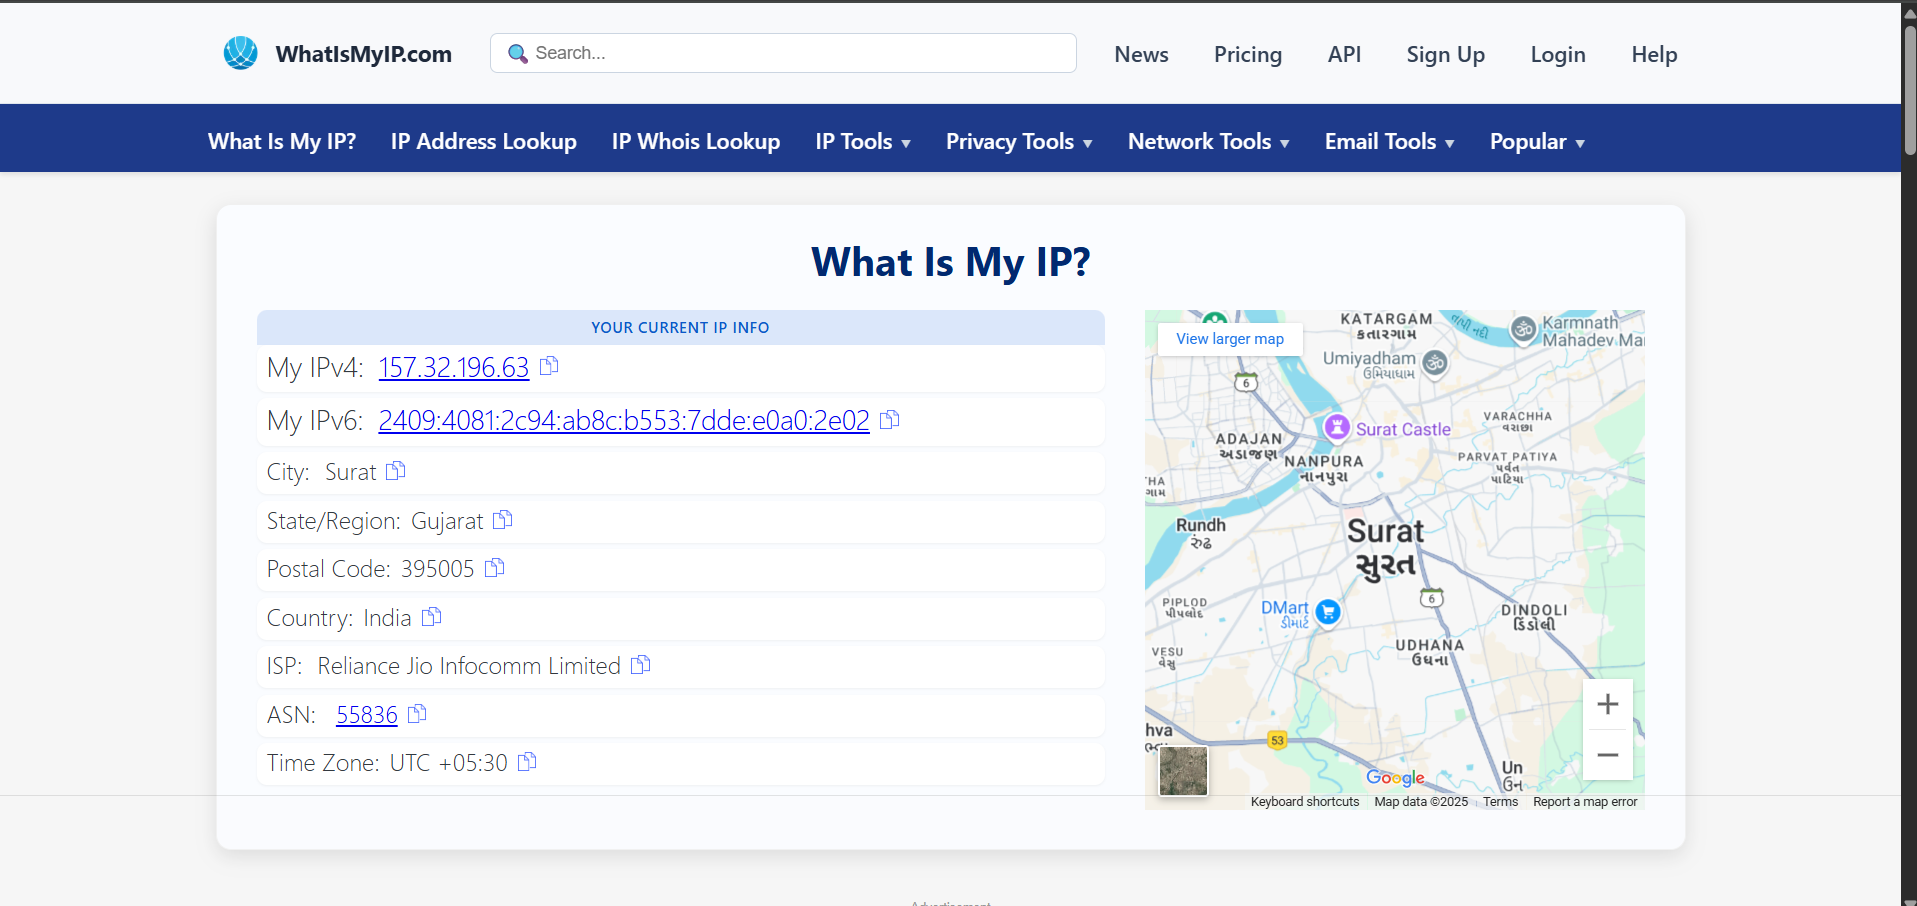 WhatIsMyIP.com
Search...
News
Pricing
API
Sign Up
Login
Help
What Is My IP?
IP Address Lookup
IP Whois Lookup
IP Tools ▼
Privacy Tools ▼
Network Tools ▼
Email Tools ▼
Popular ▼
What Is My IP?
YOUR CURRENT IP INFO
My IPv4: 157.32.196.63
My IPv6: 2409:4081:2c94:ab8c:b553:7dde:e0a0:2e02
City: Surat
State/Region: Gujarat
Postal Code: 395005
Country: India
ISP: Reliance Jio Infocomm Limited
ASN: 55836
Time Zone: UTC +05:30
View larger map
KATARGAM
કતારગામ
તાપી નદી
Karmnath
Mahadev Ma
Umiyadham
ઉમિયાધામ
6
Surat Castle
VARACHHA
વરાછા
ADAJAN
અડાજણ
NANPURA
નાનપુરા
PARVAT PATIYA
પર્વત
પાટિયા
THA
ગામ
Rundh
રુંઢ
Surat
સુરત
PIPLOD
પીપલોદ
DMart
ડીમાર્ટ
6
DINDOLI
ડિંડોલી
UDHANA
ઉધના
VESU
વેસુ
hva
53
Un
ઉન
Google
Keyboard shortcuts
Map data ©2025
Terms
Report a map error